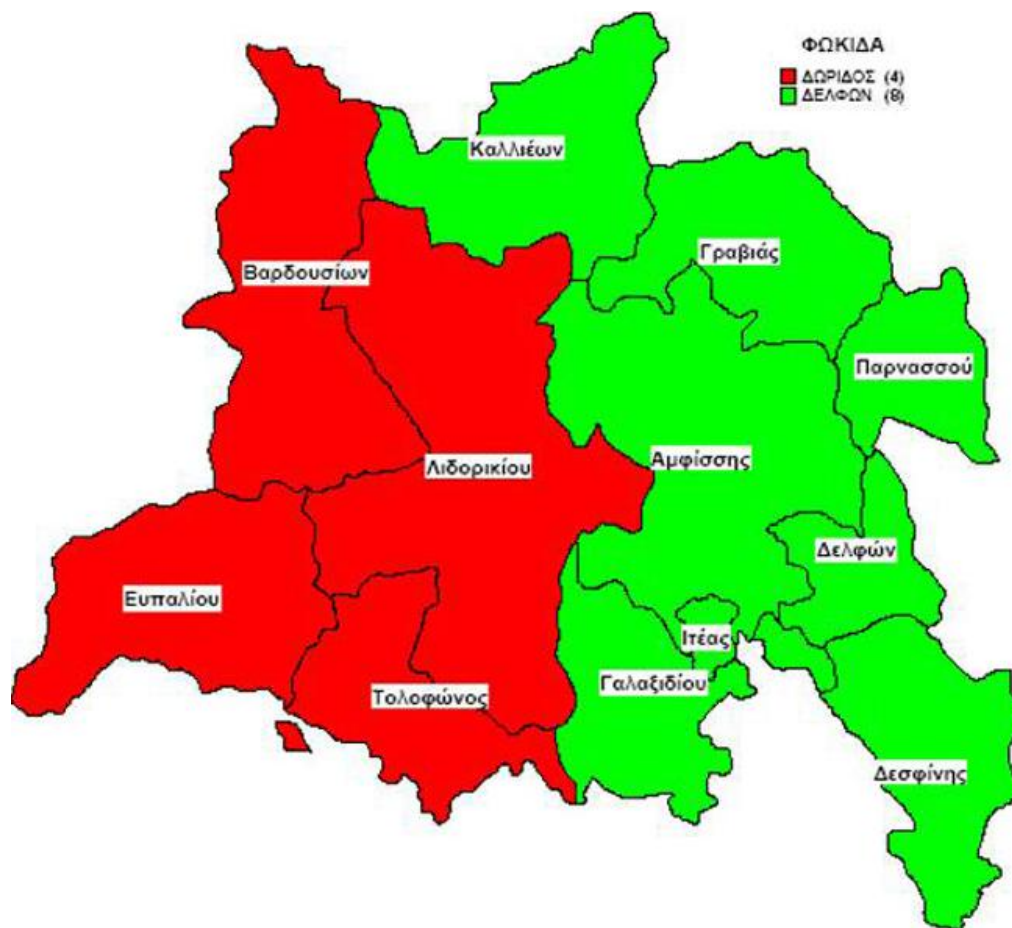 ΦΩΚΙΔΑ
ΔΩΡΙΔΟΣ (4)
ΔΕΛΦΩΝ (8)
Καλλιέων
Γραβιάς
Βαρδουσίων
Παρνασσού
Λιδορικίου
Αμφίσσης
Δελφών
Ευπαλίου
Ιτέας
Γαλαξιδίου
Τολοφώνος
Δεσφίνης